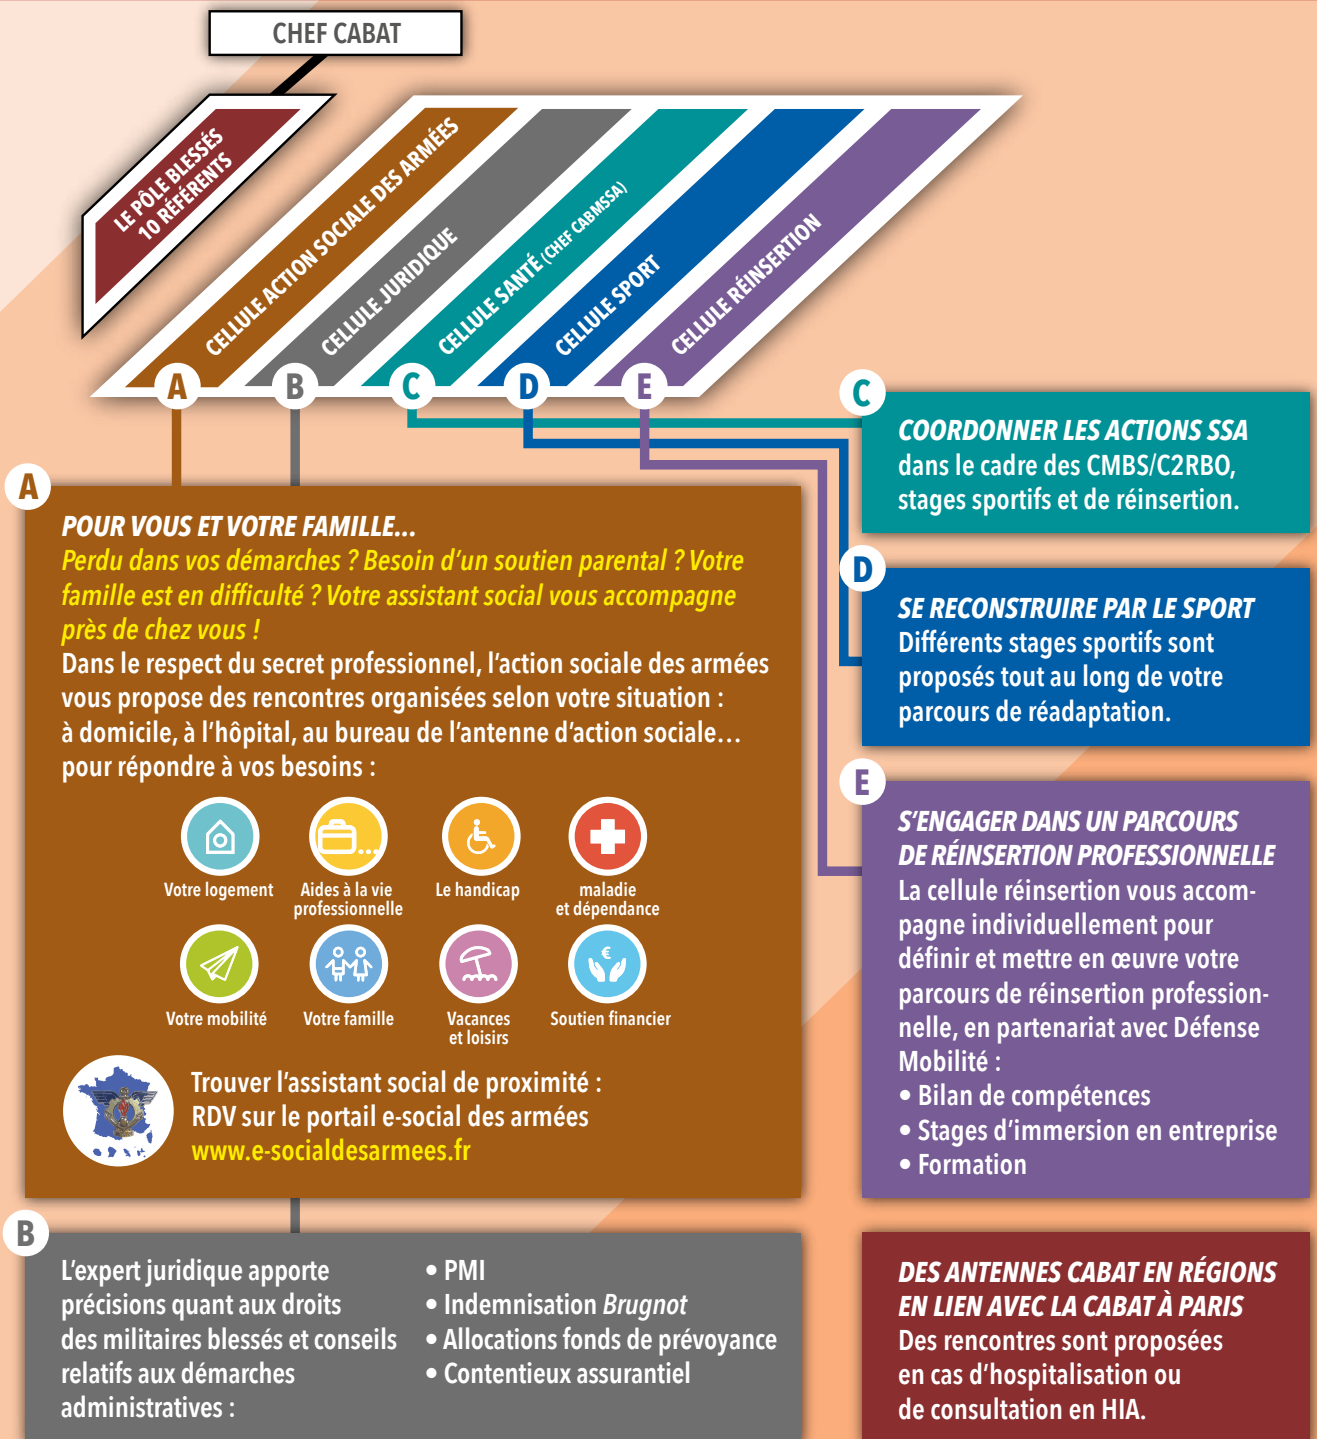 CHEF CABAT
LE PÔLE BLESSÉS
10 RÉFÉRENTS
CELLULE ACTION SOCIALE DES ARMÉES
CELLULE JURIDIQUE
CELLULE SANTÉ (CHEF CABMSSA)
CELLULE SPORT
CELLULE RÉINSERTION
A
B
C
D
E
A
POUR VOUS ET VOTRE FAMILLE...
Perdu dans vos démarches ? Besoin d'un soutien parental ? Votre
famille est en difficulté ? Votre assistant social vous accompagne
près de chez vous !
Dans le respect du secret professionnel, l'action sociale des armées
vous propose des rencontres organisées selon votre situation :
à domicile, à l'hôpital, au bureau de l'antenne d'action sociale…
pour répondre à vos besoins :
Votre logement
Aides à la vie
professionnelle
Le handicap
maladie
et dépendance
Votre mobilité
Votre famille
Vacances
et loisirs
€
Soutien financier
Trouver l'assistant social de proximité :
RDV sur le portail e-social des armées
www.e-socialdesarmees.fr
B
L'expert juridique apporte
précisions quant aux droits
des militaires blessés et conseils
relatifs aux démarches
administratives :
• PMI
• Indemnisation Brugnot
• Allocations fonds de prévoyance
• Contentieux assurantiel
C
COORDONNER LES ACTIONS SSA
dans le cadre des CMBS/C2RBO,
stages sportifs et de réinsertion.
D
SE RECONSTRUIRE PAR LE SPORT
Différents stages sportifs sont
proposés tout au long de votre
parcours de réadaptation.
E
S'ENGAGER DANS UN PARCOURS
DE RÉINSERTION PROFESSIONNELLE
La cellule réinsertion vous accom-
pagne individuellement pour
définir et mettre en œuvre votre
parcours de réinsertion profession-
nelle, en partenariat avec Défense
Mobilité :
• Bilan de compétences
• Stages d'immersion en entreprise
• Formation
DES ANTENNES CABAT EN RÉGIONS
EN LIEN AVEC LA CABAT À PARIS
Des rencontres sont proposées
en cas d'hospitalisation ou
de consultation en HIA.